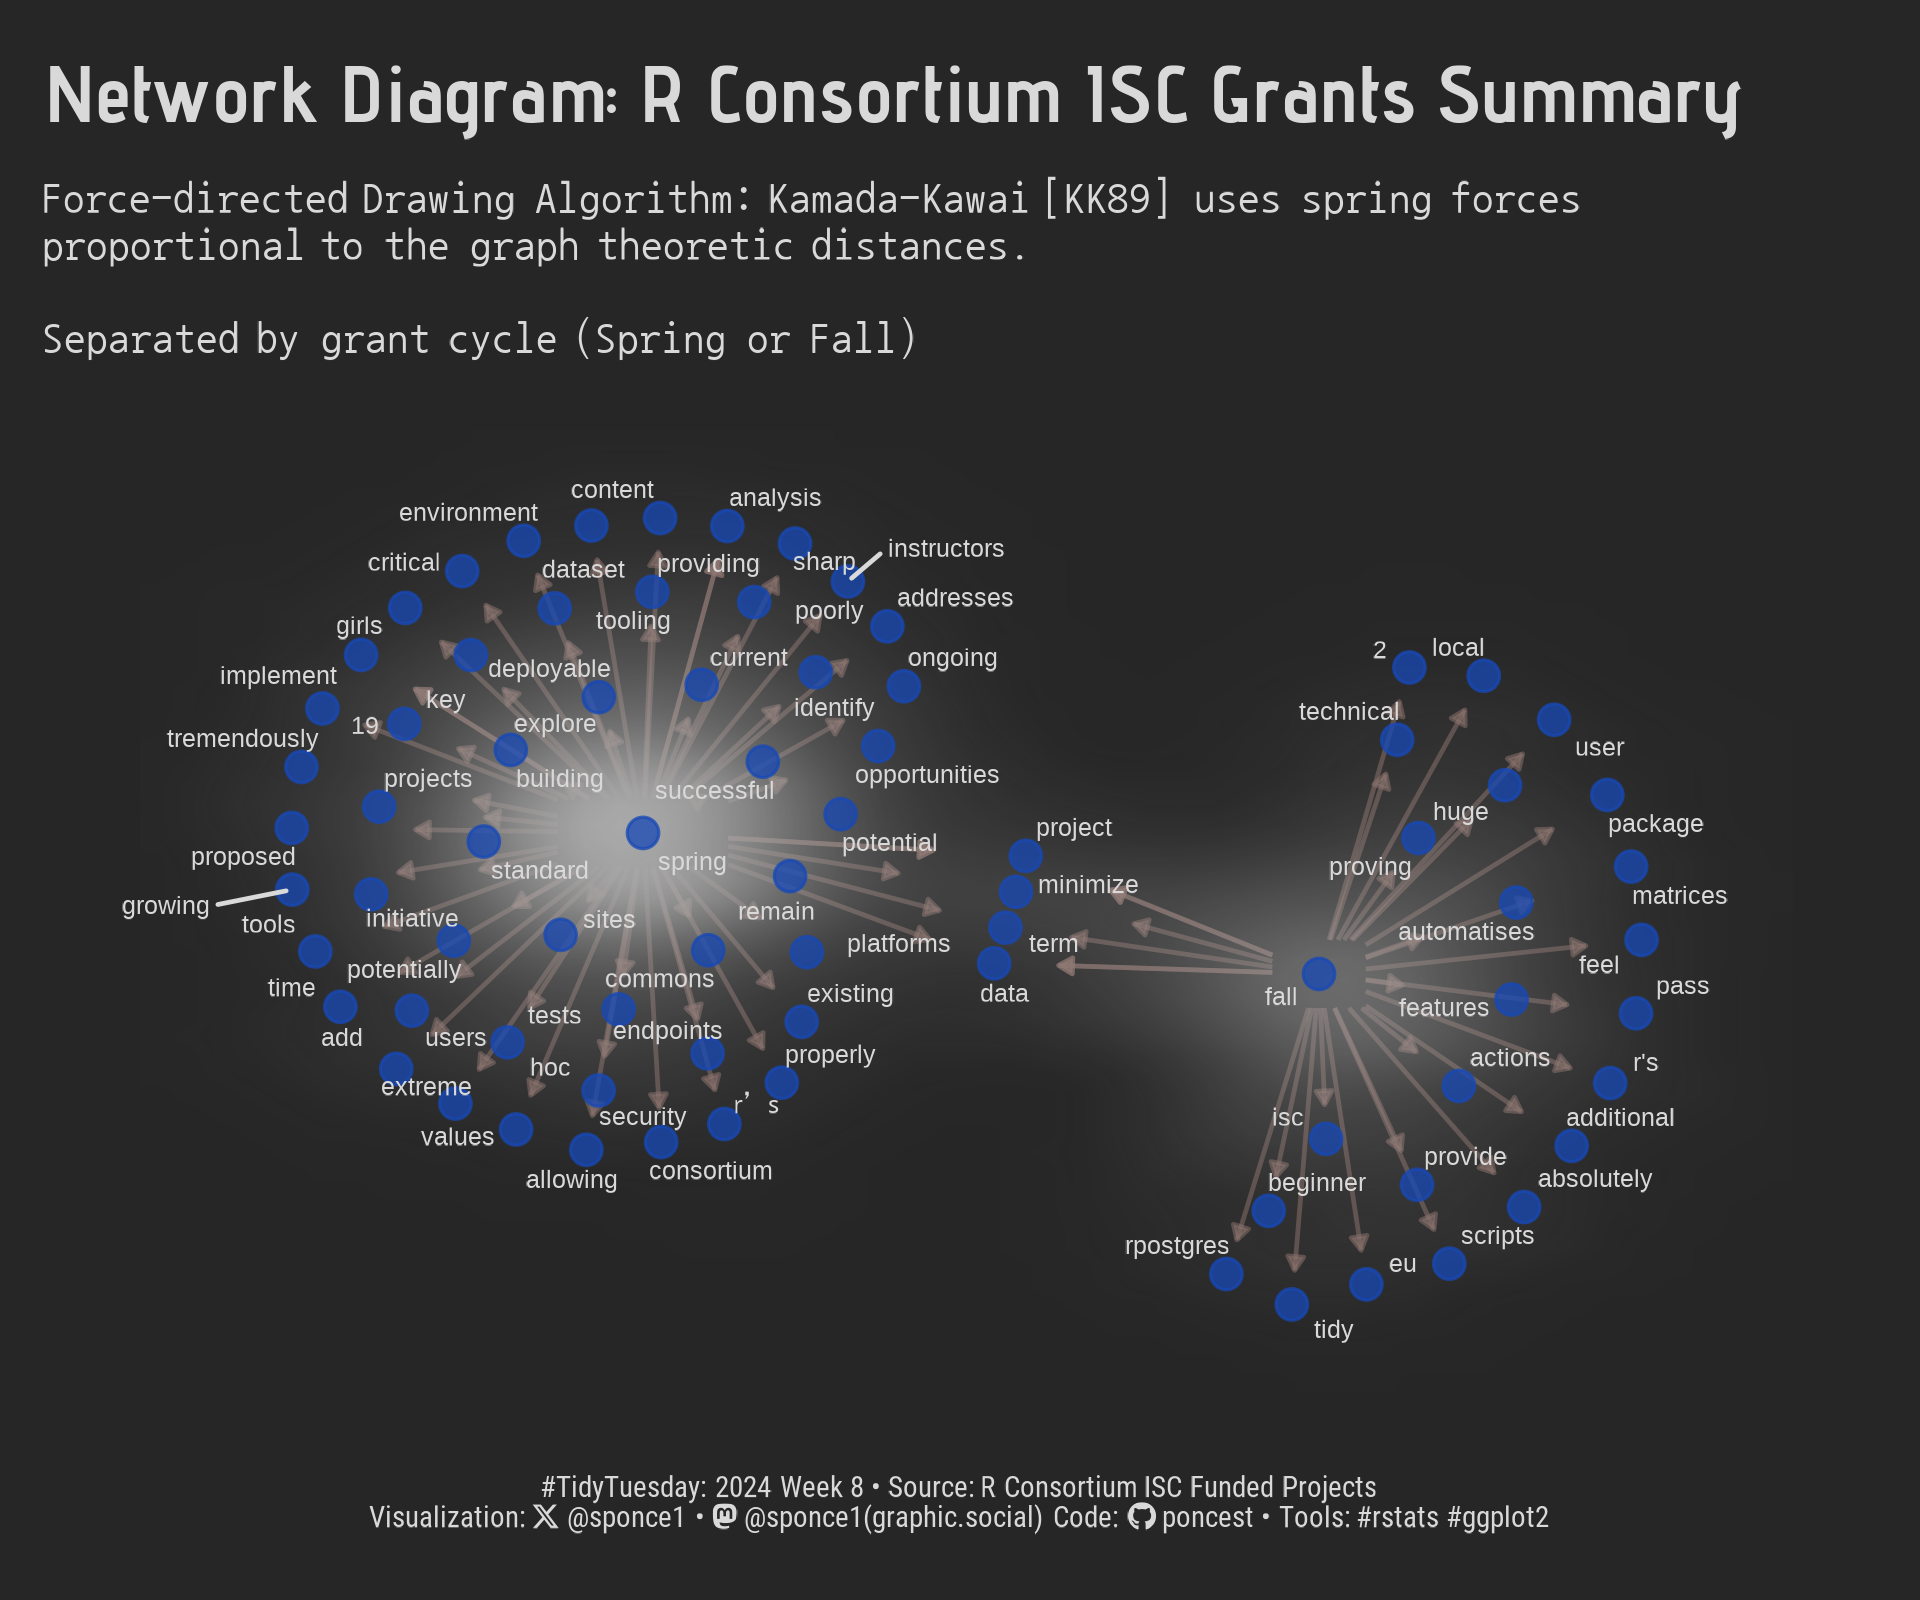 Network Diagram: R Consortium ISC Grants Summary
Force-directed Drawing Algorithm: Kamada-Kawai [KK89] uses spring forces
proportional to the graph theoretic distances.
Separated by grant cycle (Spring or Fall)
content
analysis
environment
instructors
critical
dataset
providing
sharp
addresses
poorly
girls
tooling
2
local
implement
deployable
current
ongoing
key
identify
technical
19
explore
tremendously
user
projects
building
successful
opportunities
huge
package
project
proposed
potential
proving
standard
spring
minimize
matrices
growing
tools
initiative
sites
remain
automatises
platforms
term
feel
potentially
commons
time
existing
data
fall
features
pass
tests
add
users
endpoints
properly
actions
r's
hoc
extreme
r’s
isc
additional
values
security
allowing
consortium
beginner
provide
absolutely
rpostgres
scripts
eu
tidy
#TidyTuesday: 2024 Week 8 • Source: R Consortium ISC Funded Projects
Visualization: @sponce1 • @sponce1(graphic.social) Code: poncest • Tools: #rstats #ggplot2